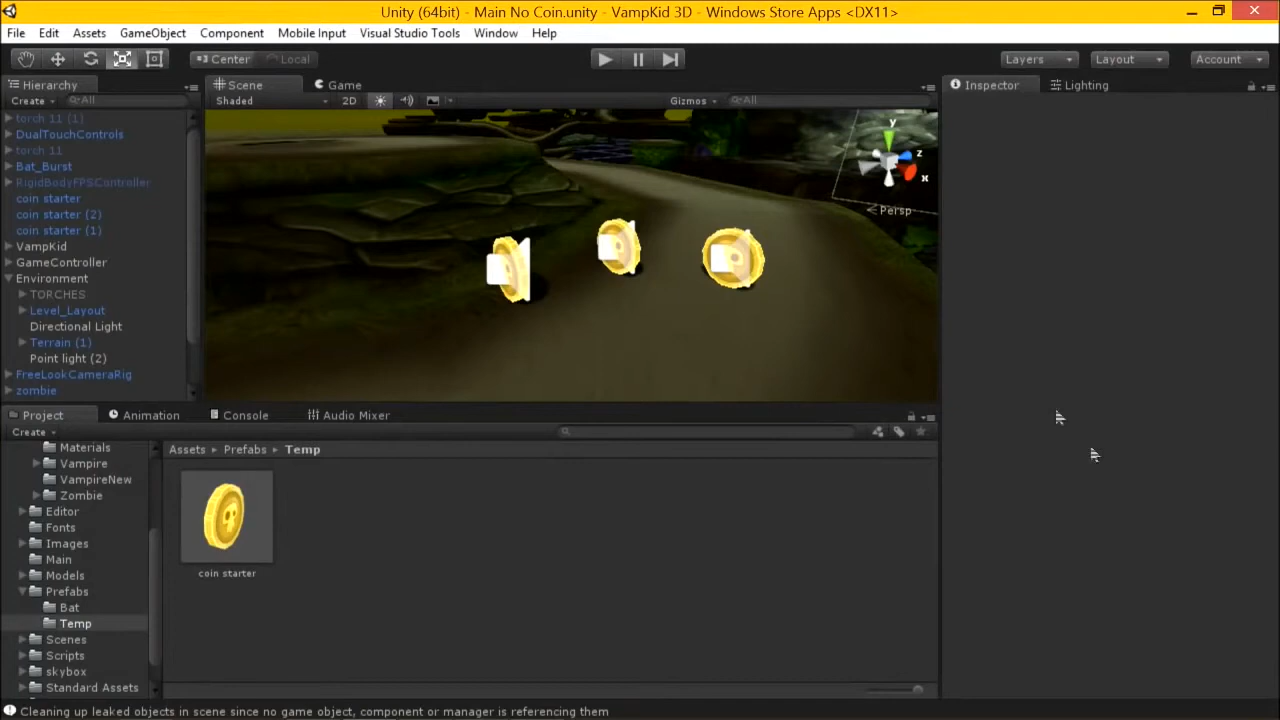 Unity (64bit) - Main No Coin.unity - VampKid 3D - Windows Store Apps <DX11>
File Edit Assets GameObject Component Mobile Input Visual Studio Tools Window Help
Center Local Layers Layout Account
Hierarchy Scene Game Inspector Lighting
Create All Shaded 2D Gizmos All
torch 11 (1)
DualTouchControls
torch 11
Bat_Burst
RigidBodyFPSController
coin starter
coin starter (2)
coin starter (1)
VampKid
GameController
Environment
TORCHES
Level_Layout
Directional Light
Terrain (1)
Point light (2)
FreeLookCameraRig
zombie
y
z
x
Persp
Project Animation Console Audio Mixer
Create
Materials
Vampire
VampireNew
Zombie
Editor
Fonts
Images
Main
Models
Prefabs
Bat
Temp
Scenes
Scripts
skybox
Standard Assets
Assets Prefabs Temp
coin starter
Cleaning up leaked objects in scene since no game object, component or manager is referencing them